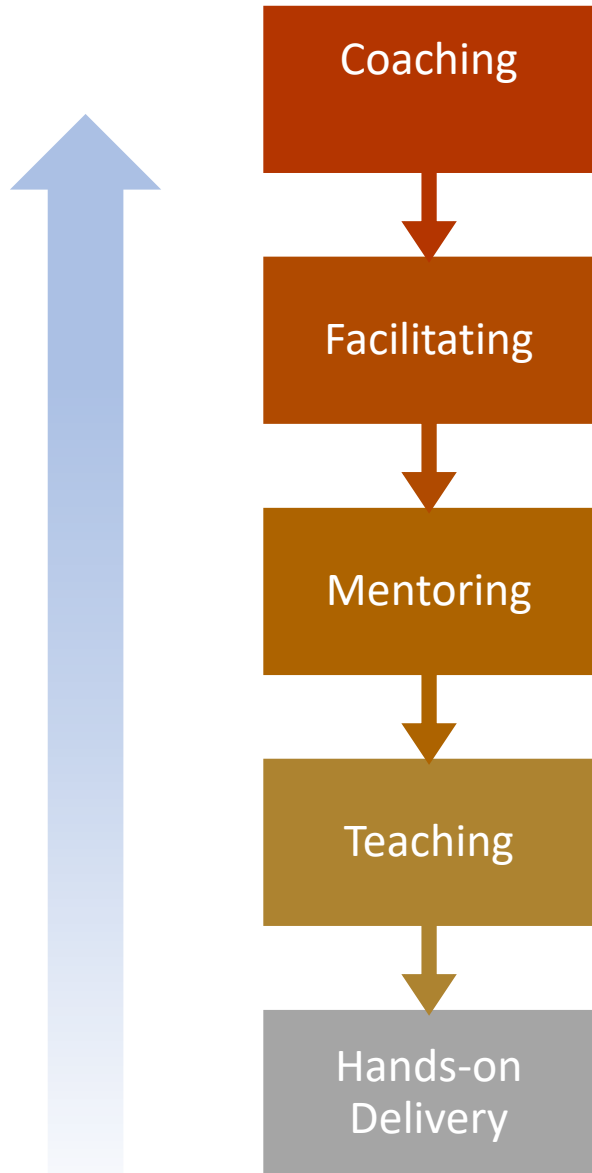 Coaching
Facilitating
Mentoring
Teaching
Hands-on
Delivery